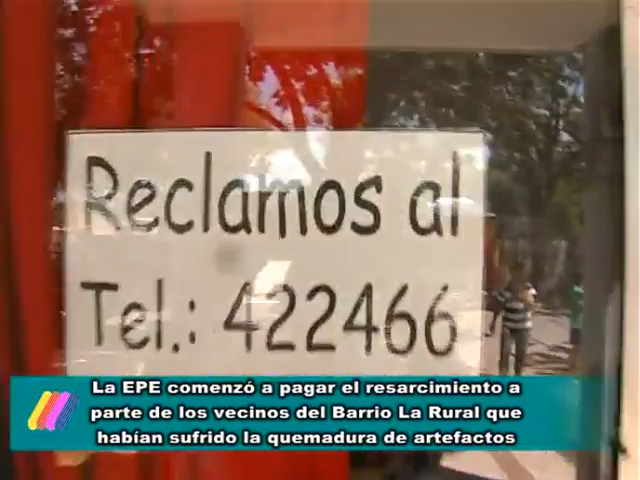 Reclamos al
Tel.: 422466
La EPE comenzó a pagar el resarcimiento a
parte de los vecinos del Barrio La Rural que
habían sufrido la quemadura de artefactos